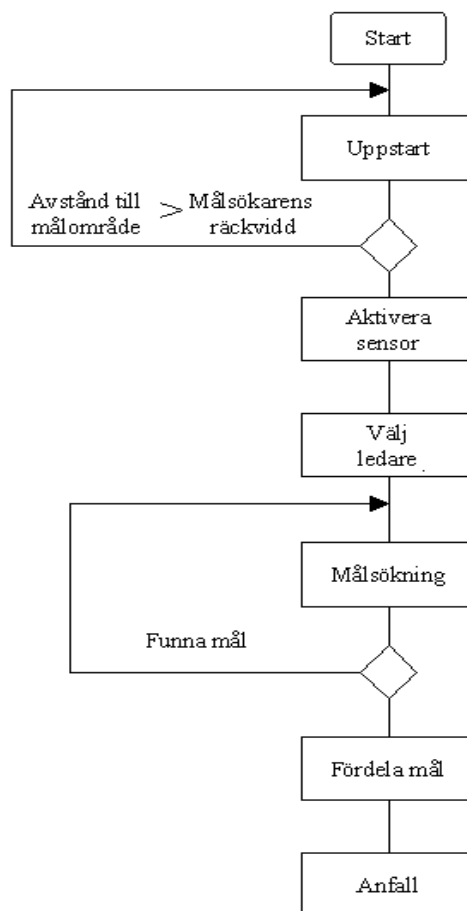 Start
Uppstart
Avstånd till > Målsökarens
målområde räckvidd
Aktivera
sensor
Välj
ledare
Målsökning
Funna mål
Fördela mål
Anfall